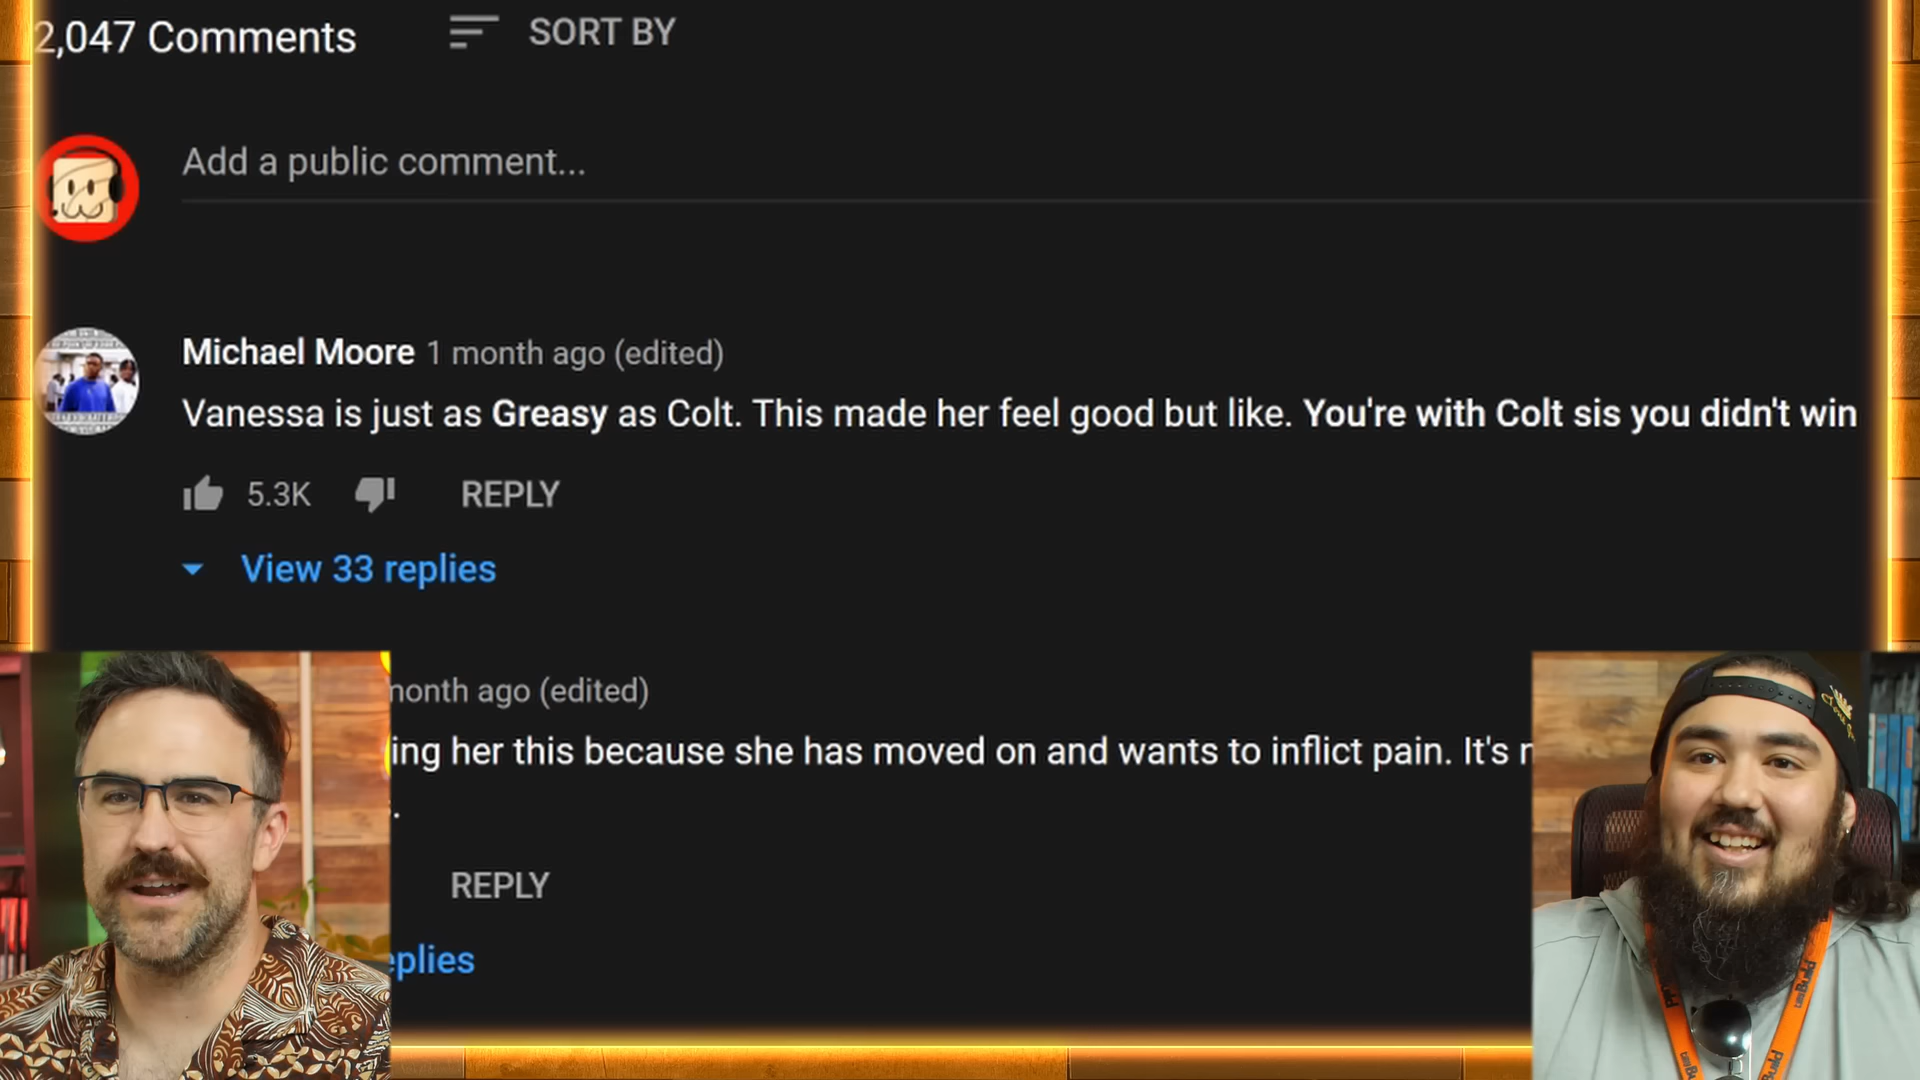 2,047 Comments
SORT BY
Add a public comment...
Michael Moore 1 month ago (edited)
Vanessa is just as Greasy as Colt. This made her feel good but like. You're with Colt sis you didn't win
5.3K
REPLY
View 33 replies
month ago (edited)
ing her this because she has moved on and wants to inflict pain. It's
.
REPLY
eplies